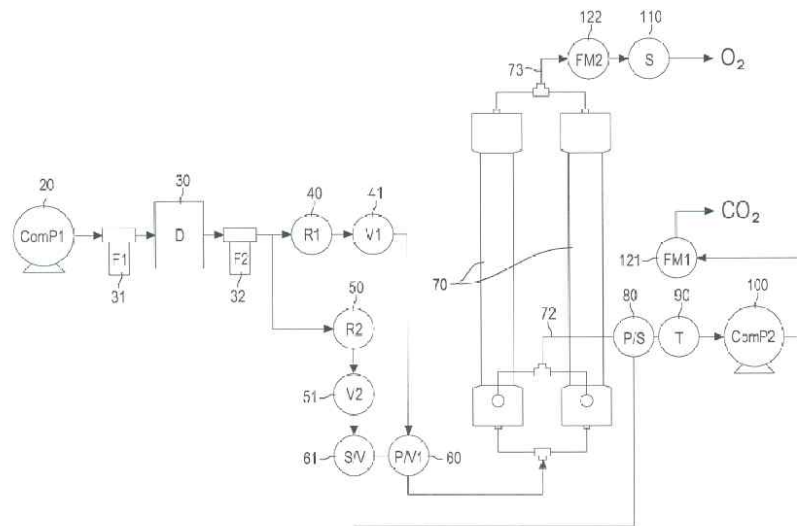 122
110
73
FM2
S
O₂
20
30
40
41
ComP1
D
R1
V1
CO₂
F1
F2
31
32
121
FM1
70
50
80
90
100
R2
72
P/S
T
ComP2
51
V2
61
S/V
P/V1
60